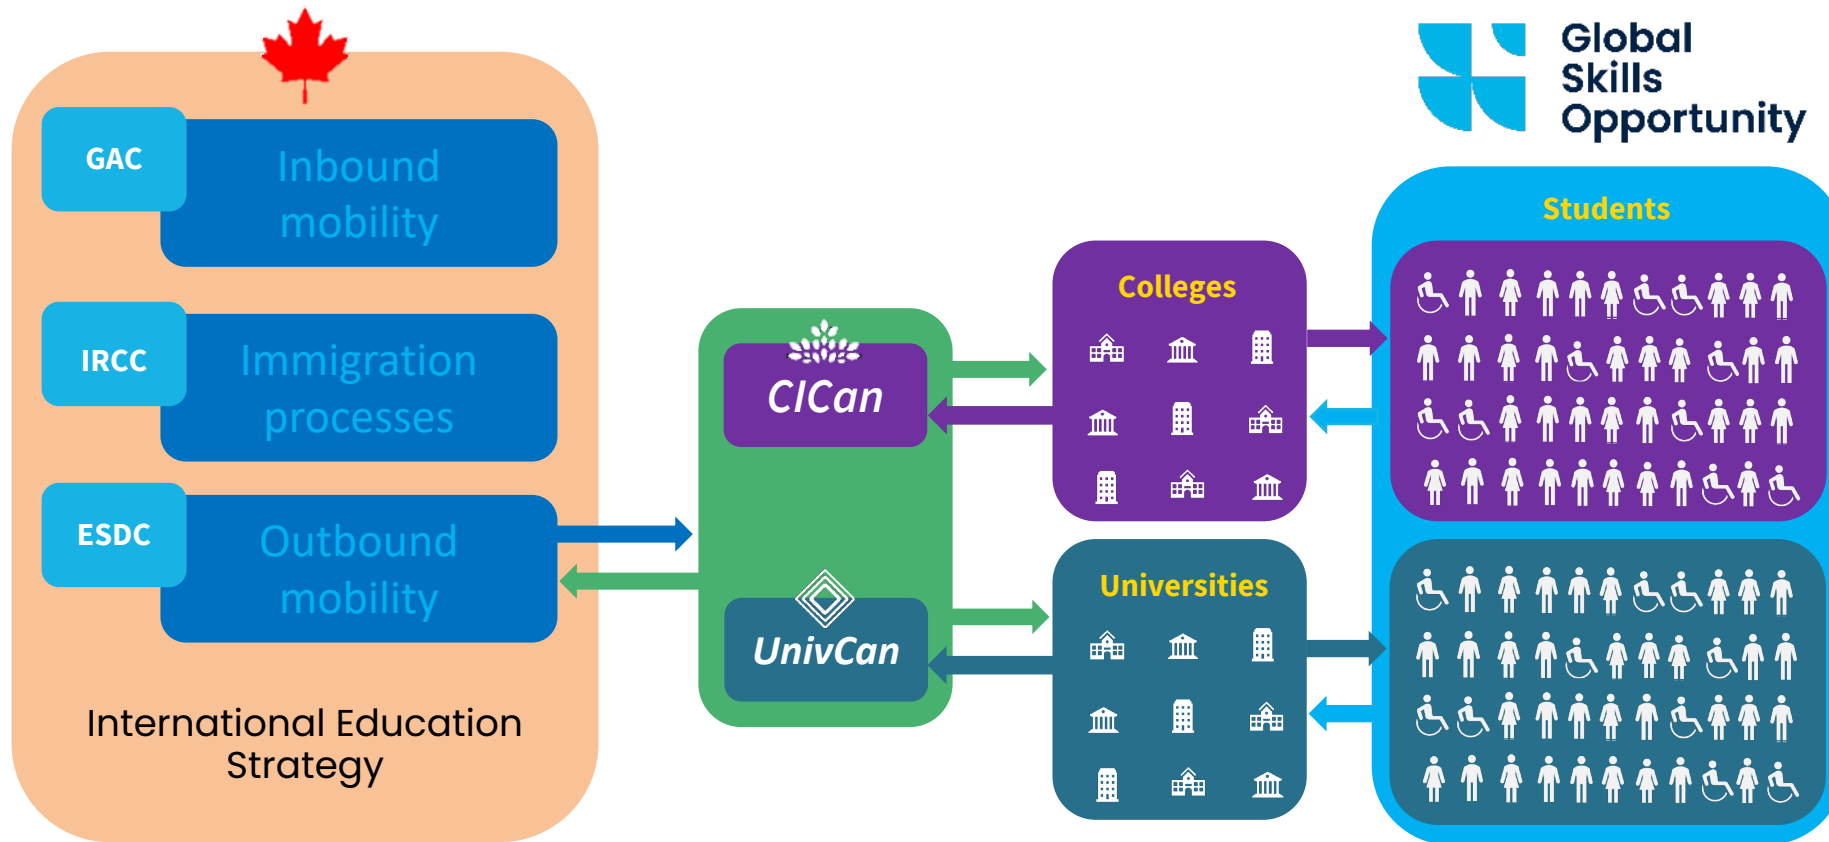 GAC
Inbound
mobility
IRCC
Immigration
processes
ESDC
Outbound
mobility
International Education
Strategy
CICan
UnivCan
Colleges
Universities
Global
Skills
Opportunity
Students